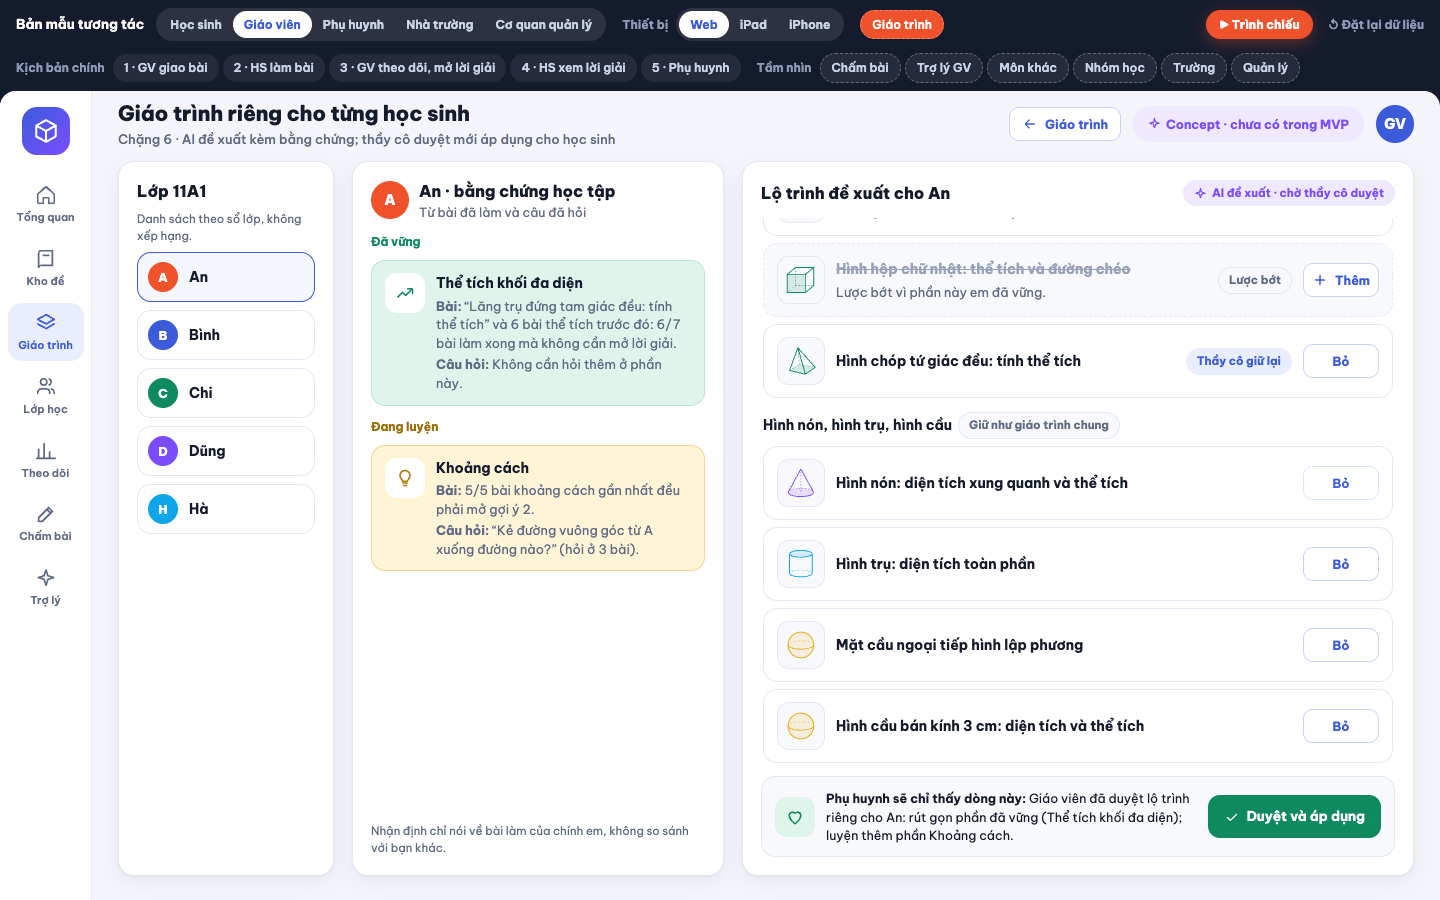 Bản mẫu tương tác
Học sinh
Giáo viên
Phụ huynh
Nhà trường
Cơ quan quản lý
Thiết bị
Web
iPad
iPhone
Giáo trình
Trình chiếu
Đặt lại dữ liệu
Kịch bản chính
1 · GV giao bài
2 · HS làm bài
3 · GV theo dõi, mở lời giải
4 · HS xem lời giải
5 · Phụ huynh
Tầm nhìn
Chấm bài
Trợ lý GV
Môn khác
Nhóm học
Trường
Quản lý
Tổng quan
Kho đề
Giáo trình
Lớp học
Theo dõi
Chấm bài
Trợ lý
Giáo trình riêng cho từng học sinh
Chặng 6 · AI đề xuất kèm bằng chứng; thầy cô duyệt mới áp dụng cho học sinh
Giáo trình
Concept · chưa có trong MVP
GV
Lớp 11A1
Danh sách theo sổ lớp, không
xếp hạng.
A
An
B
Bình
C
Chi
D
Dũng
H
Hà
A
An · bằng chứng học tập
Từ bài đã làm và câu đã hỏi
Đã vững
Thể tích khối đa diện
Bài: “Lăng trụ đứng tam giác đều: tính
thể tích” và 6 bài thể tích trước đó: 6/7
bài làm xong mà không cần mở lời giải.
Câu hỏi: Không cần hỏi thêm ở phần
này.
Đang luyện
Khoảng cách
Bài: 5/5 bài khoảng cách gần nhất đều
phải mở gợi ý 2.
Câu hỏi: “Kẻ đường vuông góc từ A
xuống đường nào?” (hỏi ở 3 bài).
Nhận định chỉ nói về bài làm của chính em, không so sánh
với bạn khác.
Lộ trình đề xuất cho An
AI đề xuất · chờ thầy cô duyệt
Hình hộp chữ nhật: thể tích và đường chéo
Lược bớt vì phần này em đã vững.
Lược bớt
Thêm
Hình chóp tứ giác đều: tính thể tích
Thầy cô giữ lại
Bỏ
Hình nón, hình trụ, hình cầu
Giữ như giáo trình chung
Hình nón: diện tích xung quanh và thể tích
Bỏ
Hình trụ: diện tích toàn phần
Bỏ
Mặt cầu ngoại tiếp hình lập phương
Bỏ
Hình cầu bán kính 3 cm: diện tích và thể tích
Bỏ
Phụ huynh sẽ chỉ thấy dòng này: Giáo viên đã duyệt lộ trình
riêng cho An: rút gọn phần đã vững (Thể tích khối đa diện);
luyện thêm phần Khoảng cách.
Duyệt và áp dụng